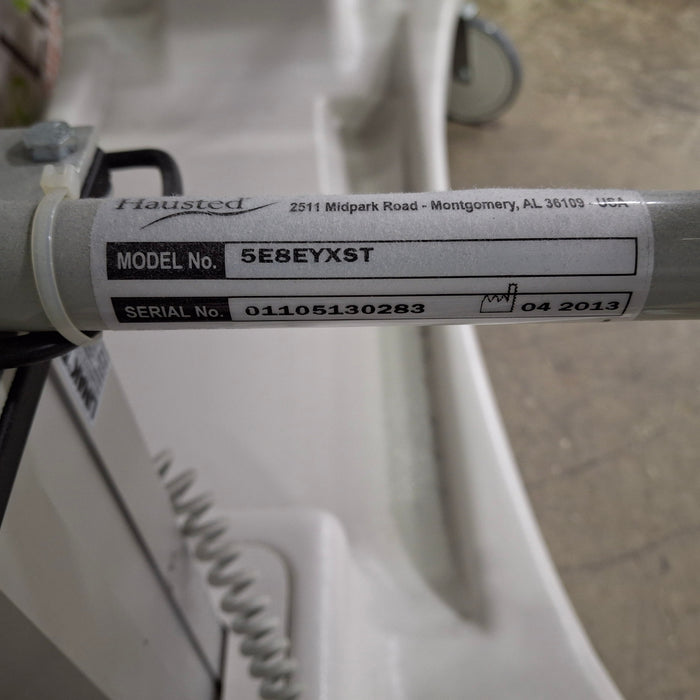 Hausted
2511 Midpark Road - Montgomery, AL 36109 - USA
MODEL No. 5E8EYXST
SERIAL No. 01105130283 04 2013